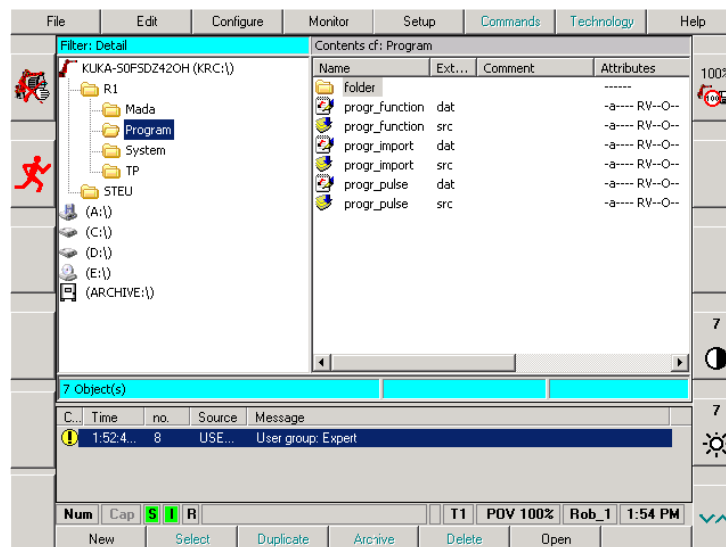 File Edit Configure Monitor Setup Commands Technology Help
Filter: Detail
Contents of: Program
KUKA-S0FSDZ42OH (KRC:\)
R1
Mada
Program
System
TP
STEU
(A:\)
(C:\)
(D:\)
(E:\)
(ARCHIVE:\)
Name Ext... Comment Attributes
folder ------
progr_function dat -a---- RV--O--
progr_function src -a---- RV--O--
progr_import dat -a---- RV--O--
progr_import src -a---- RV--O--
progr_pulse dat -a---- RV--O--
progr_pulse src -a---- RV--O--
100%
100
7
7
7 Object(s)
C... Time no. Source Message
1:52:4... 8 USE... User group: Expert
Num Cap S I R T1 POV 100% Rob_1 1:54 PM
New Select Duplicate Archive Delete Open